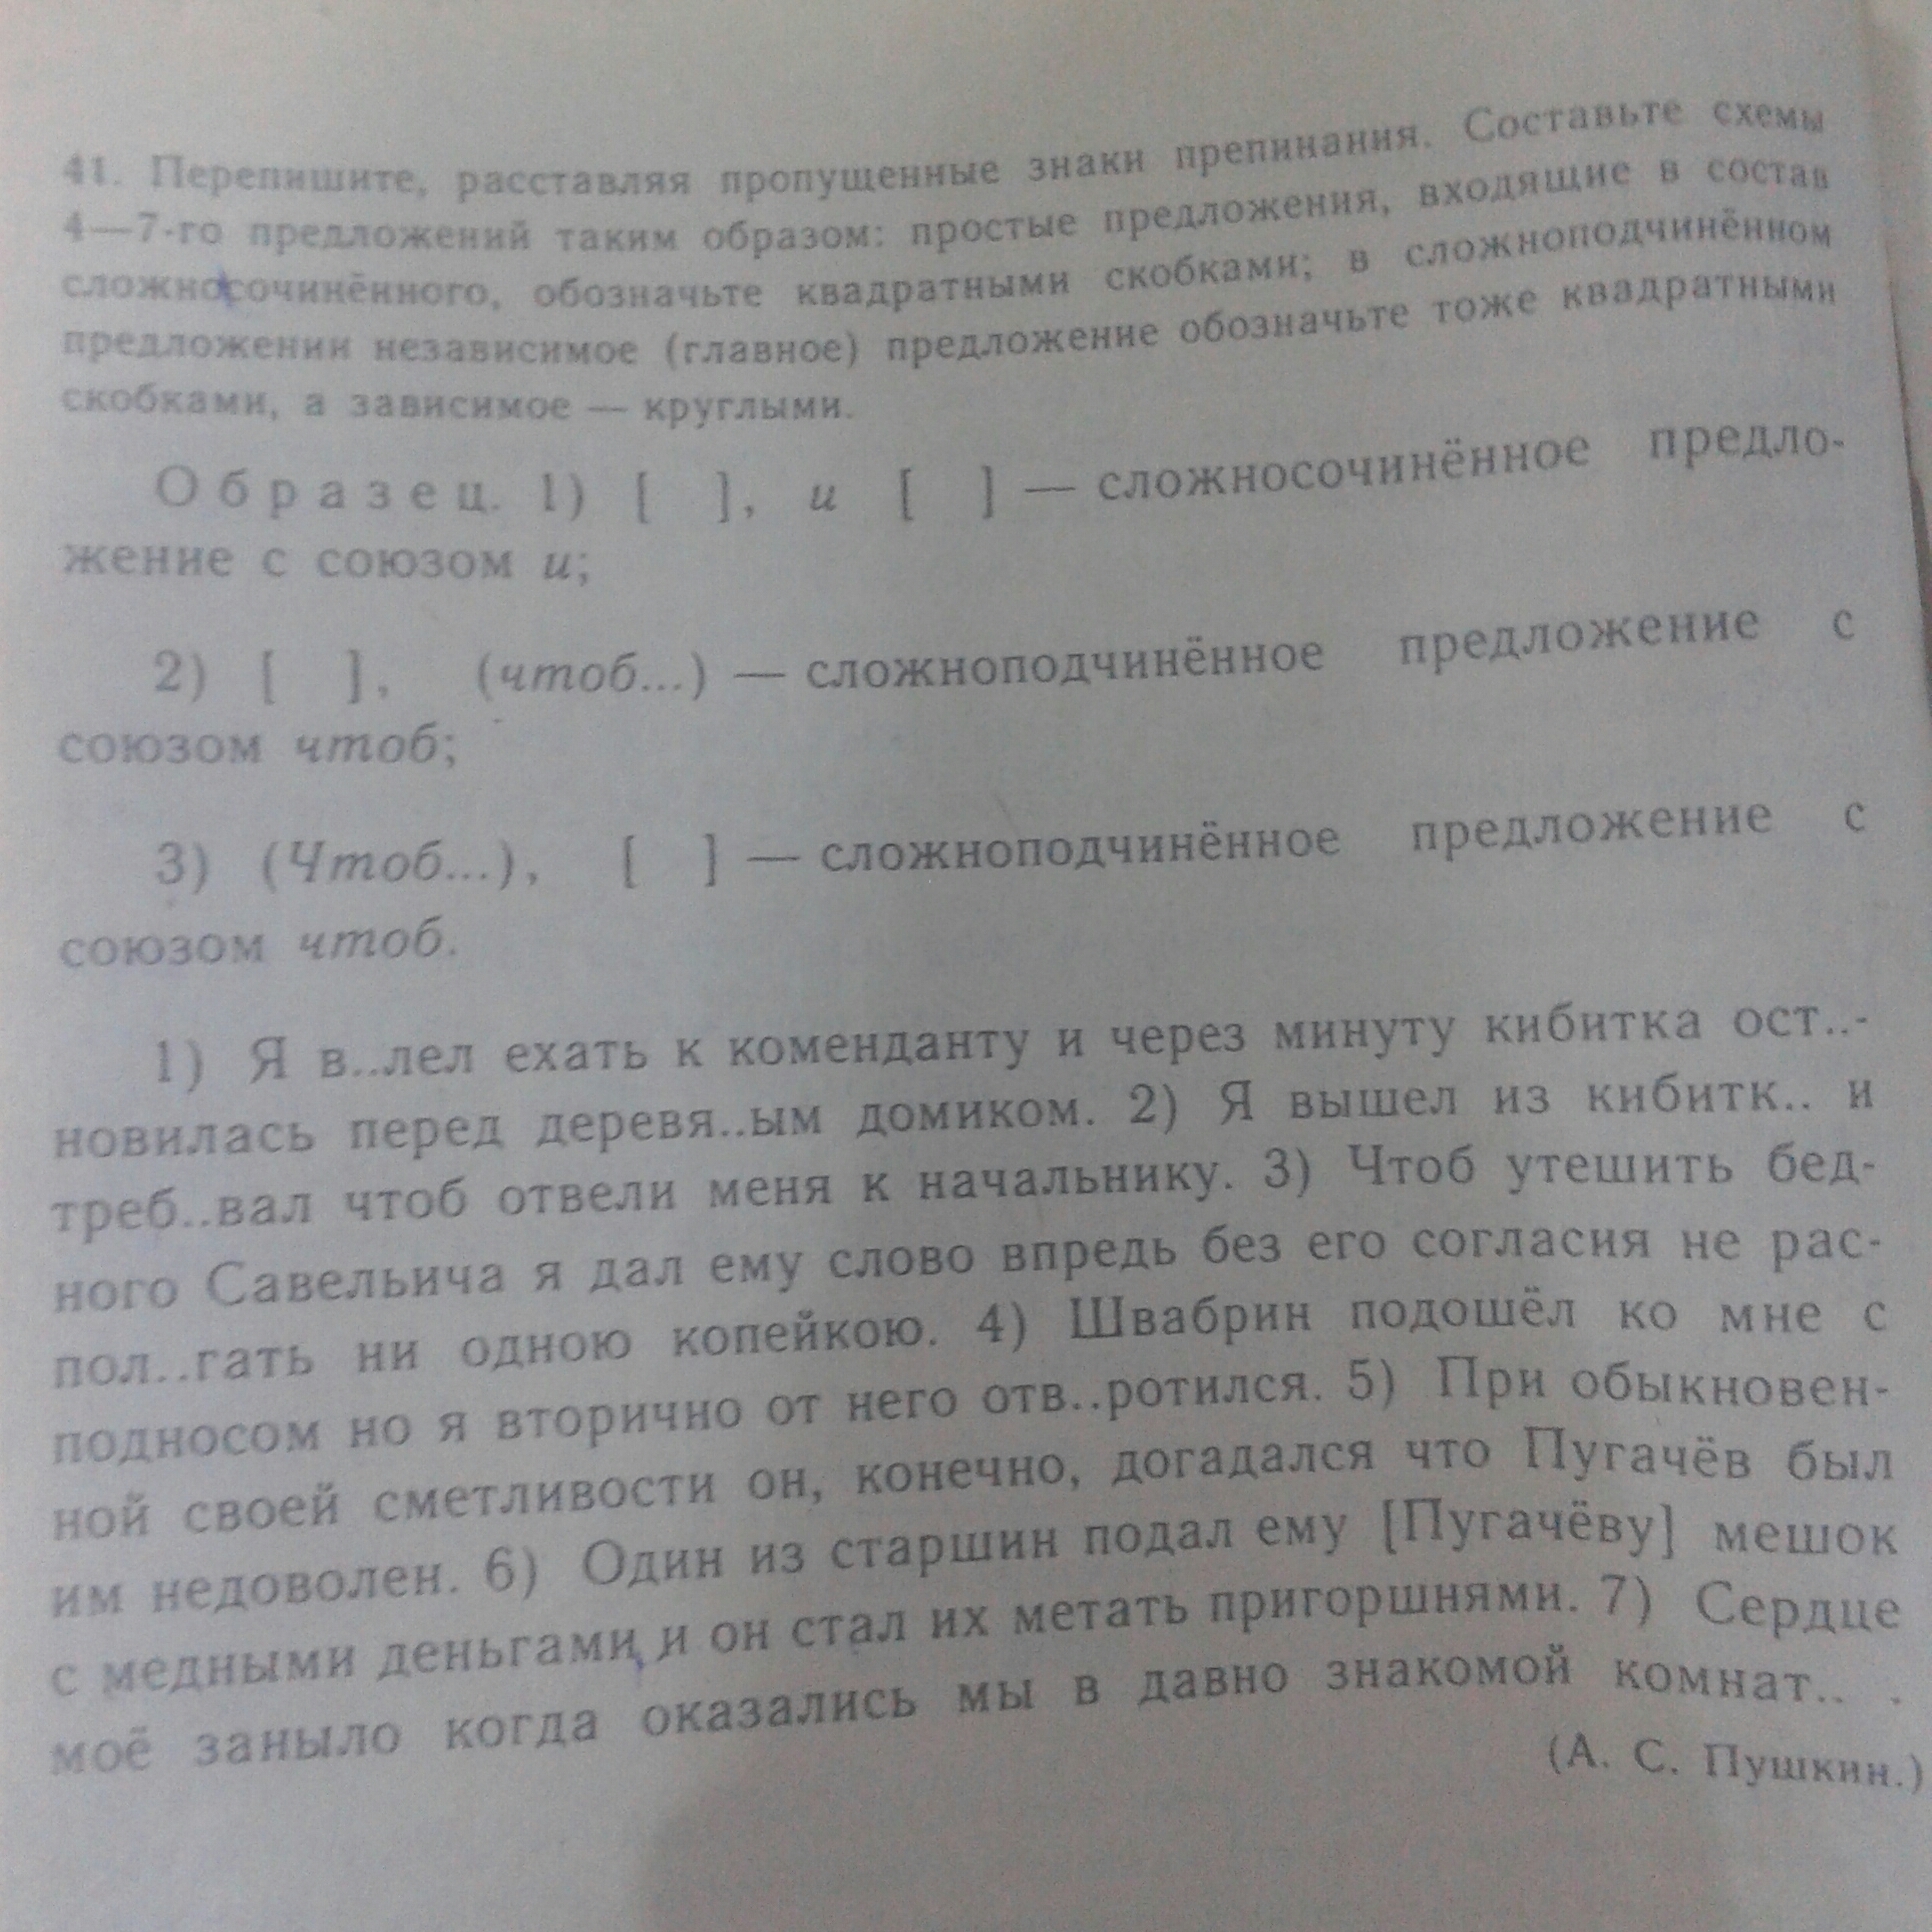 41. Перепишите, расставляя пропущенные знаки препинания. Составьте схемы
4—7-го предложений таким образом: простые предложения, входящие в состав
сложносочинённого, обозначьте квадратными скобками; в сложноподчинённом
предложении независимое (главное) предложение обозначьте тоже квадратными
скобками, а зависимое — круглыми.
Образец. 1) [ ], и [ ] — сложносочинённое предло-
жение с союзом и;
2) [ ], (чтоб...) — сложноподчинённое предложение с
союзом чтоб;
3) (Чтоб...), [ ] — сложноподчинённое предложение с
союзом чтоб.
1) Я в..лел ехать к коменданту и через минуту кибитка ост..-
новилась перед деревя..ым домиком. 2) Я вышел из кибитк.. и
треб..вал чтоб отвели меня к начальнику. 3) Чтоб утешить бед-
ного Савельича я дал ему слово впредь без его согласия не рас-
пол..гать ни одною копейкою. 4) Швабрин подошёл ко мне с
подносом но я вторично от него отв..ротился. 5) При обыкновен-
ной своей сметливости он, конечно, догадался что Пугачёв был
им недоволен. 6) Один из старшин подал ему [Пугачёву] мешок
с медными деньгами, и он стал их метать пригоршнями. 7) Сердце
моё заныло когда оказались мы в давно знакомой комнат.. .
(А. С. Пушкин.)